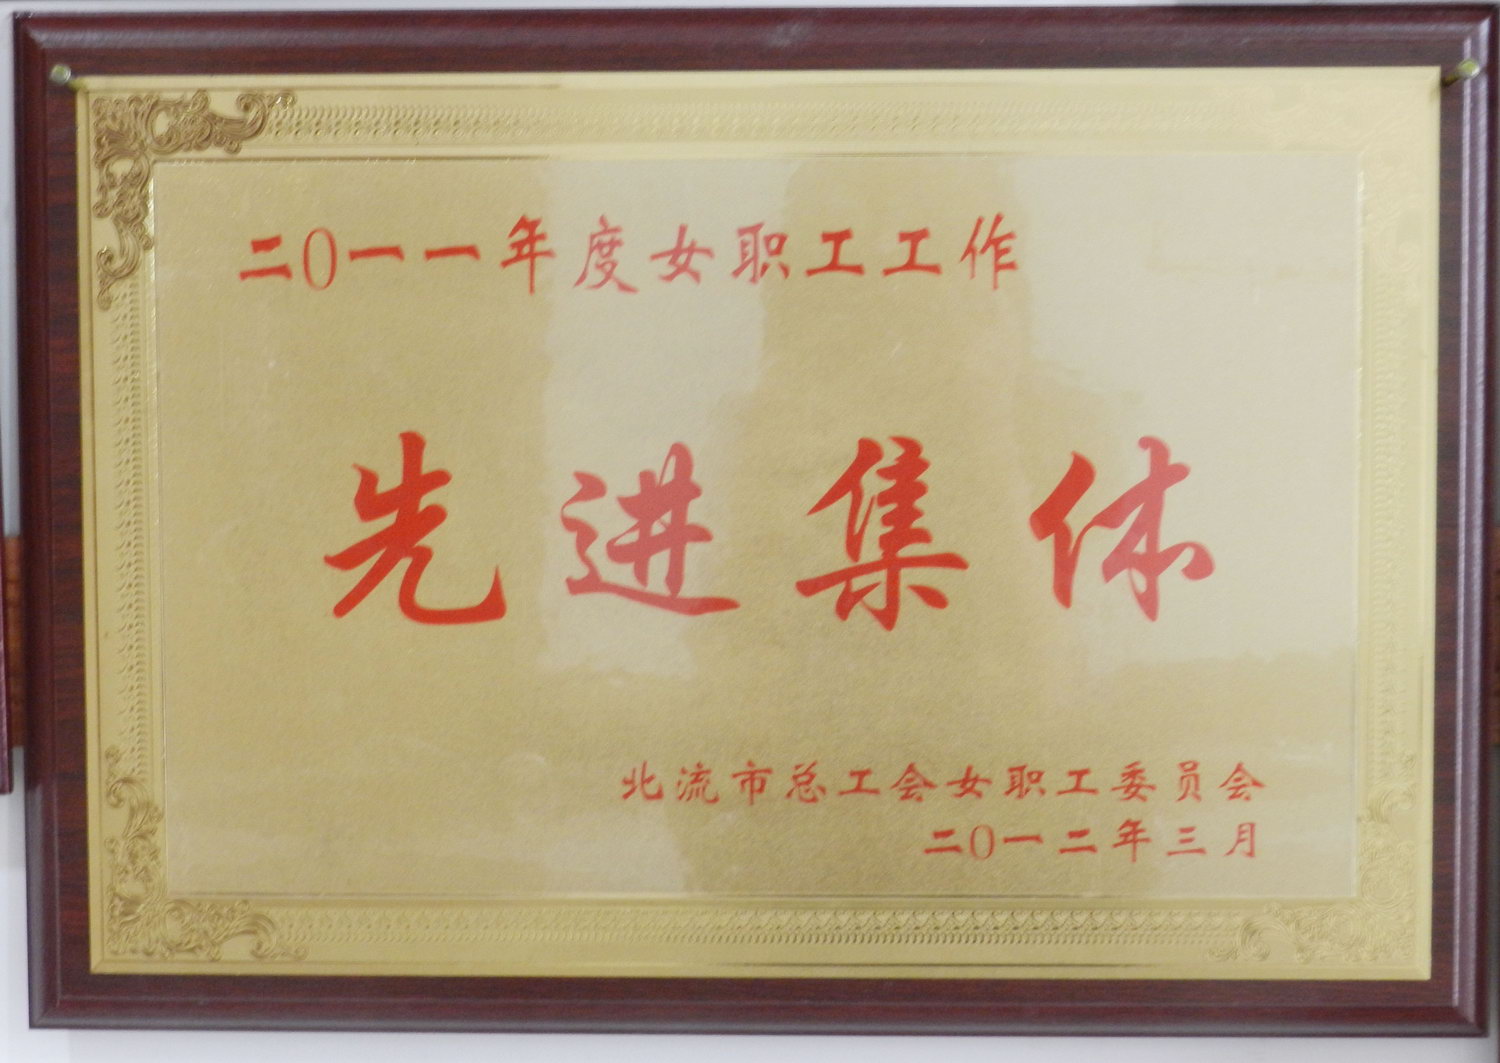 二0一一年度女职工工作
先进集体
北流市总工会女职工委员会
二0一二年三月